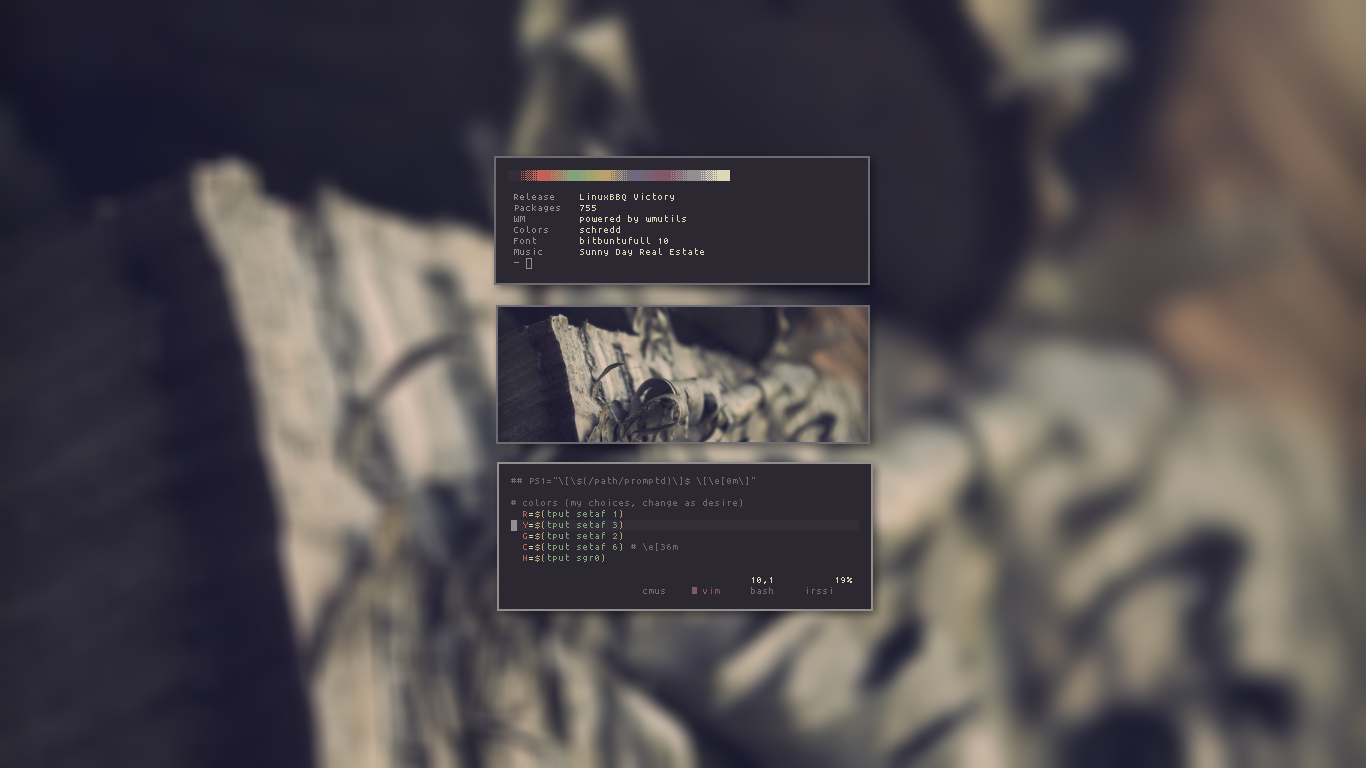 Release LinuxBBQ Victory
Packages 755
WM powered by wmutils
Colors schredd
Font bitbuntufull 10
Music Sunny Day Real Estate
~
## PS1="\[\$(/path/promptd)\]$ \[\e[0m\]"
# colors (my choices, change as desire)
R=$(tput setaf 1)
Y=$(tput setaf 3)
G=$(tput setaf 2)
C=$(tput setaf 6) # \e[36m
N=$(tput sgr0)
10,1 19%
cmus vim bash irssi